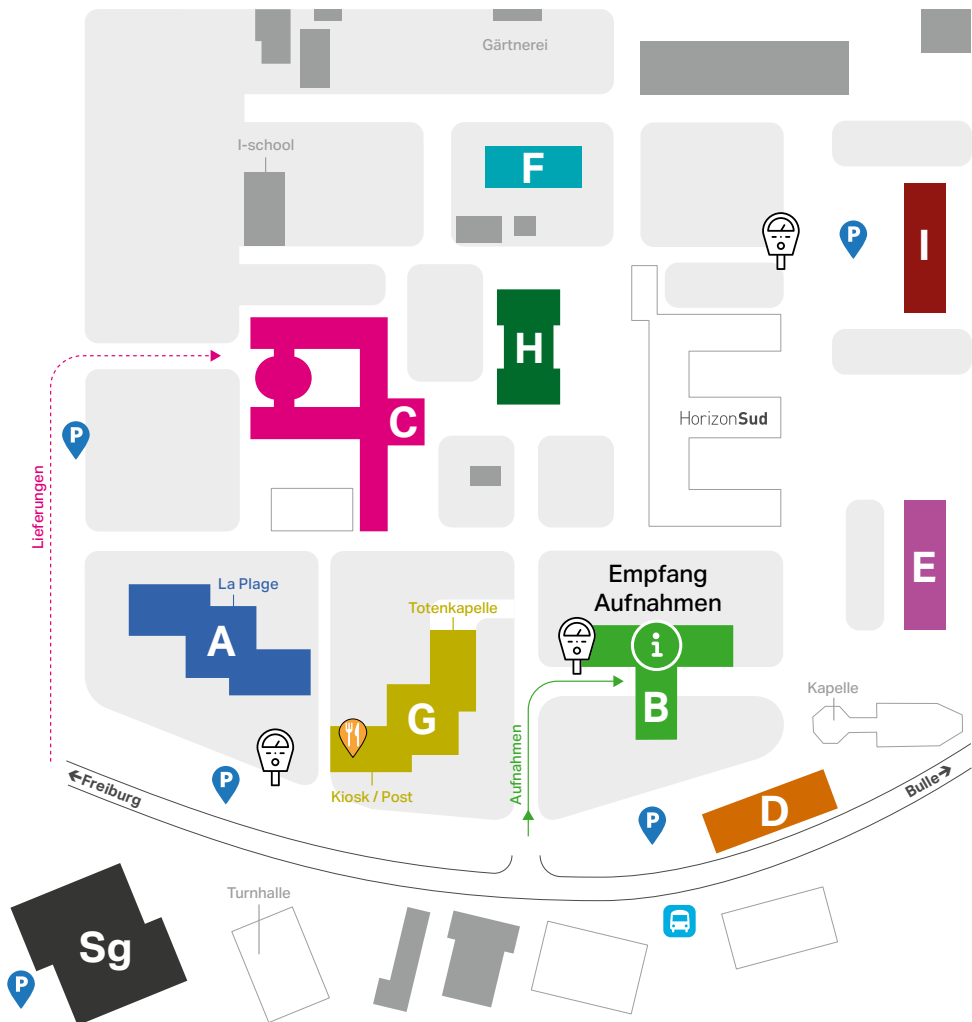 Gärtnerei
I-school
F
P
I
H
C
HorizonSud
P
Lieferungen
E
La Plage
A
Totenkapelle
G
Kiosk / Post
Empfang
Aufnahmen
i
B
Aufnahmen
Kapelle
←Freiburg
P
Bulle→
D
P
Turnhalle
Sg
P